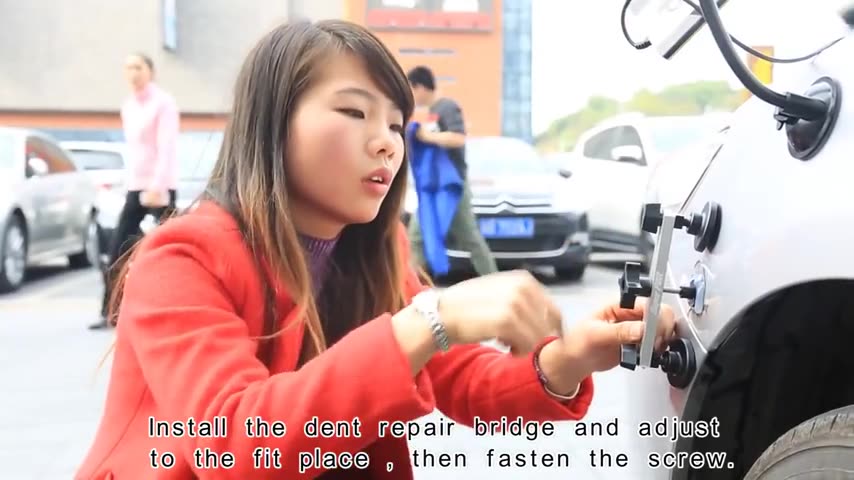 Install the dent repair bridge and adjust
to the fit place , then fasten the screw.